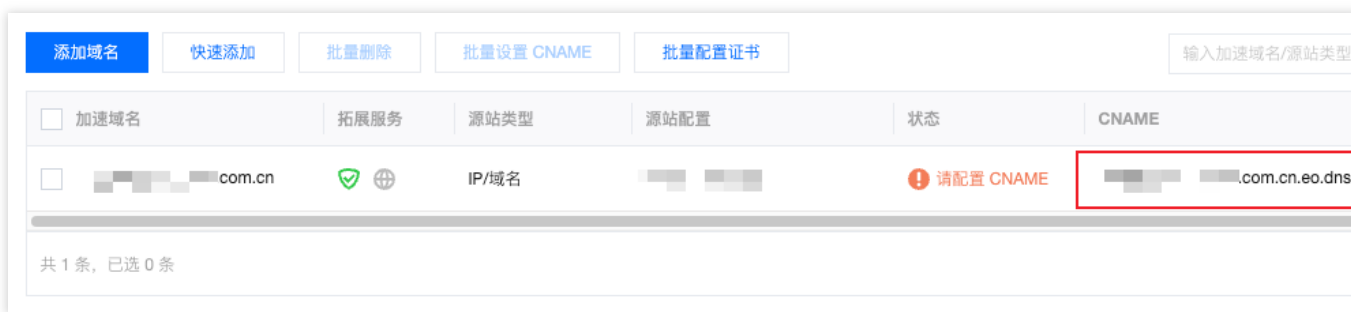 添加域名 快速添加 批量删除 批量设置 CNAME 批量配置证书 输入加速域名/源站类型
加速域名 拓展服务 源站类型 源站配置 状态 CNAME
com.cn IP/域名 请配置 CNAME .com.cn.eo.dns
共 1 条，已选 0 条